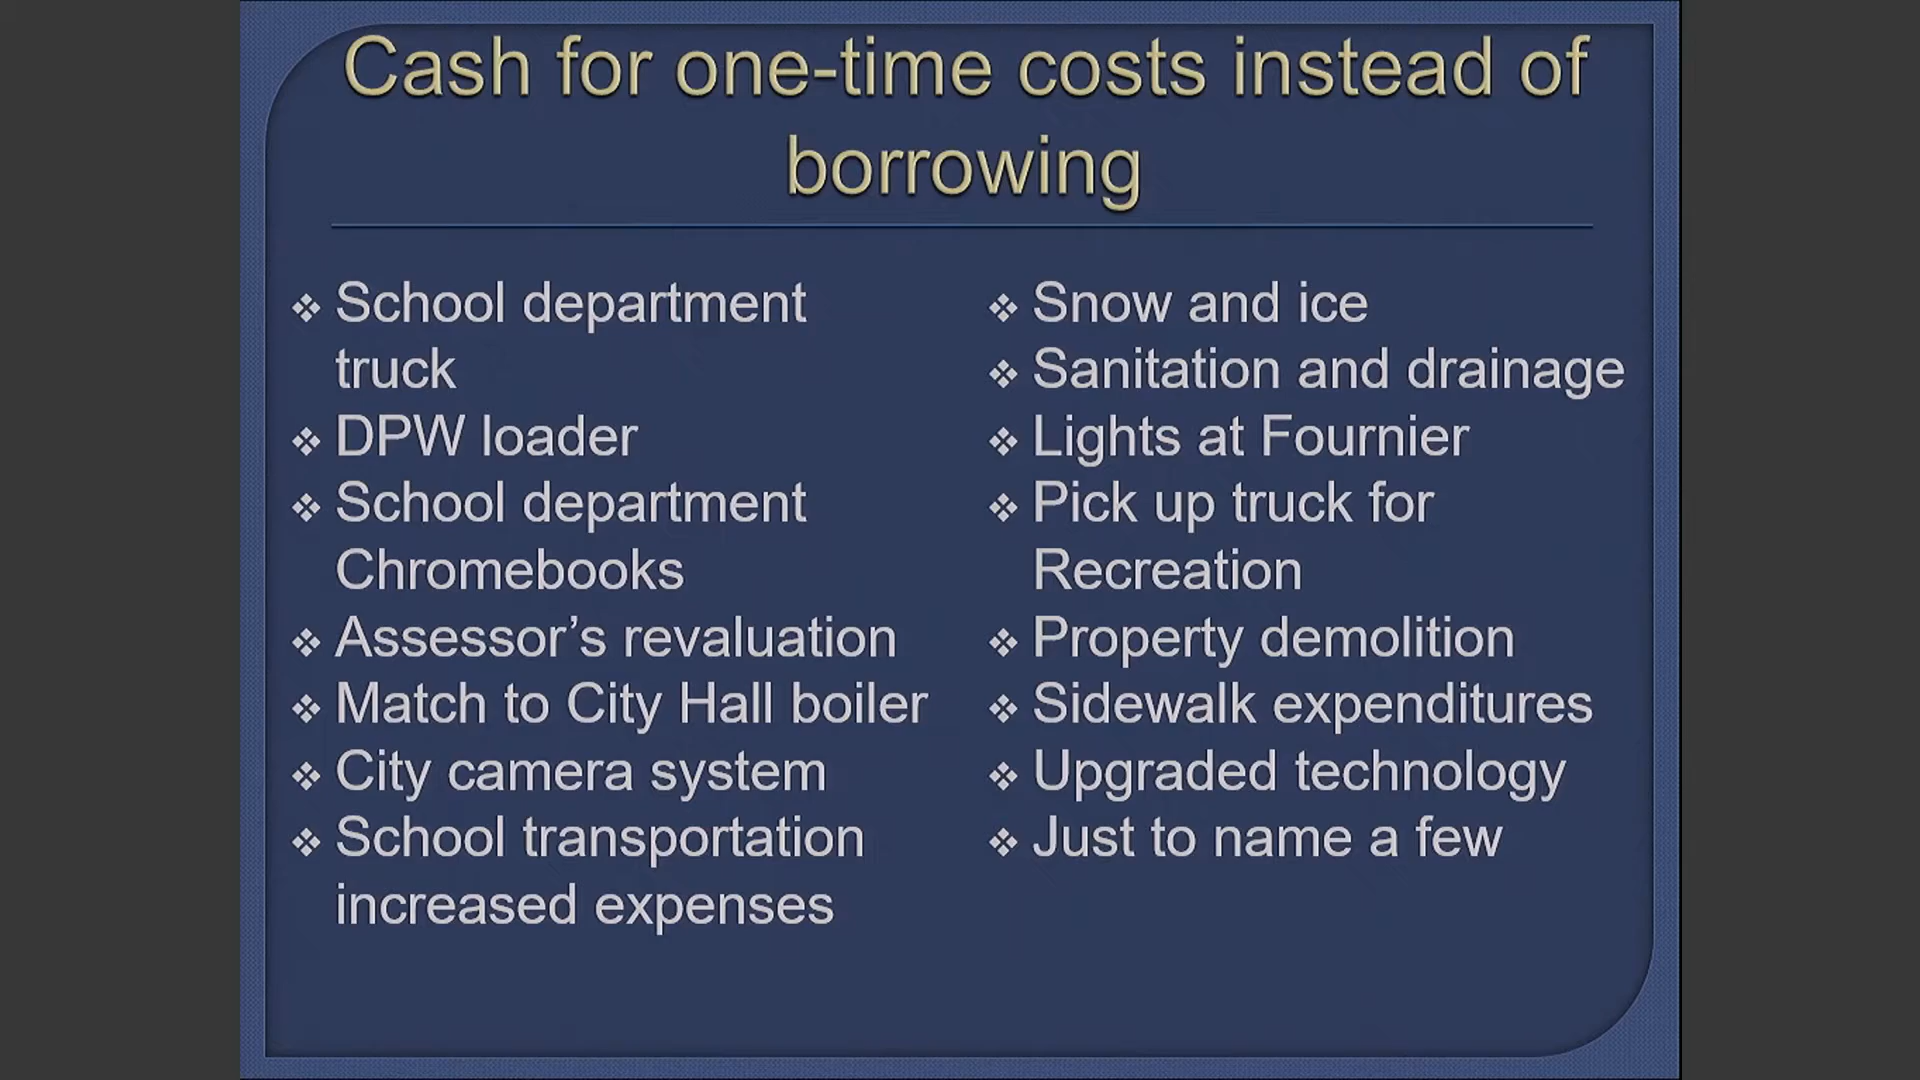 Cash for one-time costs instead of
borrowing
❖ School department
truck
❖ DPW loader
❖ School department
Chromebooks
❖ Assessor’s revaluation
❖ Match to City Hall boiler
❖ City camera system
❖ School transportation
increased expenses
❖ Snow and ice
❖ Sanitation and drainage
❖ Lights at Fournier
❖ Pick up truck for
Recreation
❖ Property demolition
❖ Sidewalk expenditures
❖ Upgraded technology
❖ Just to name a few